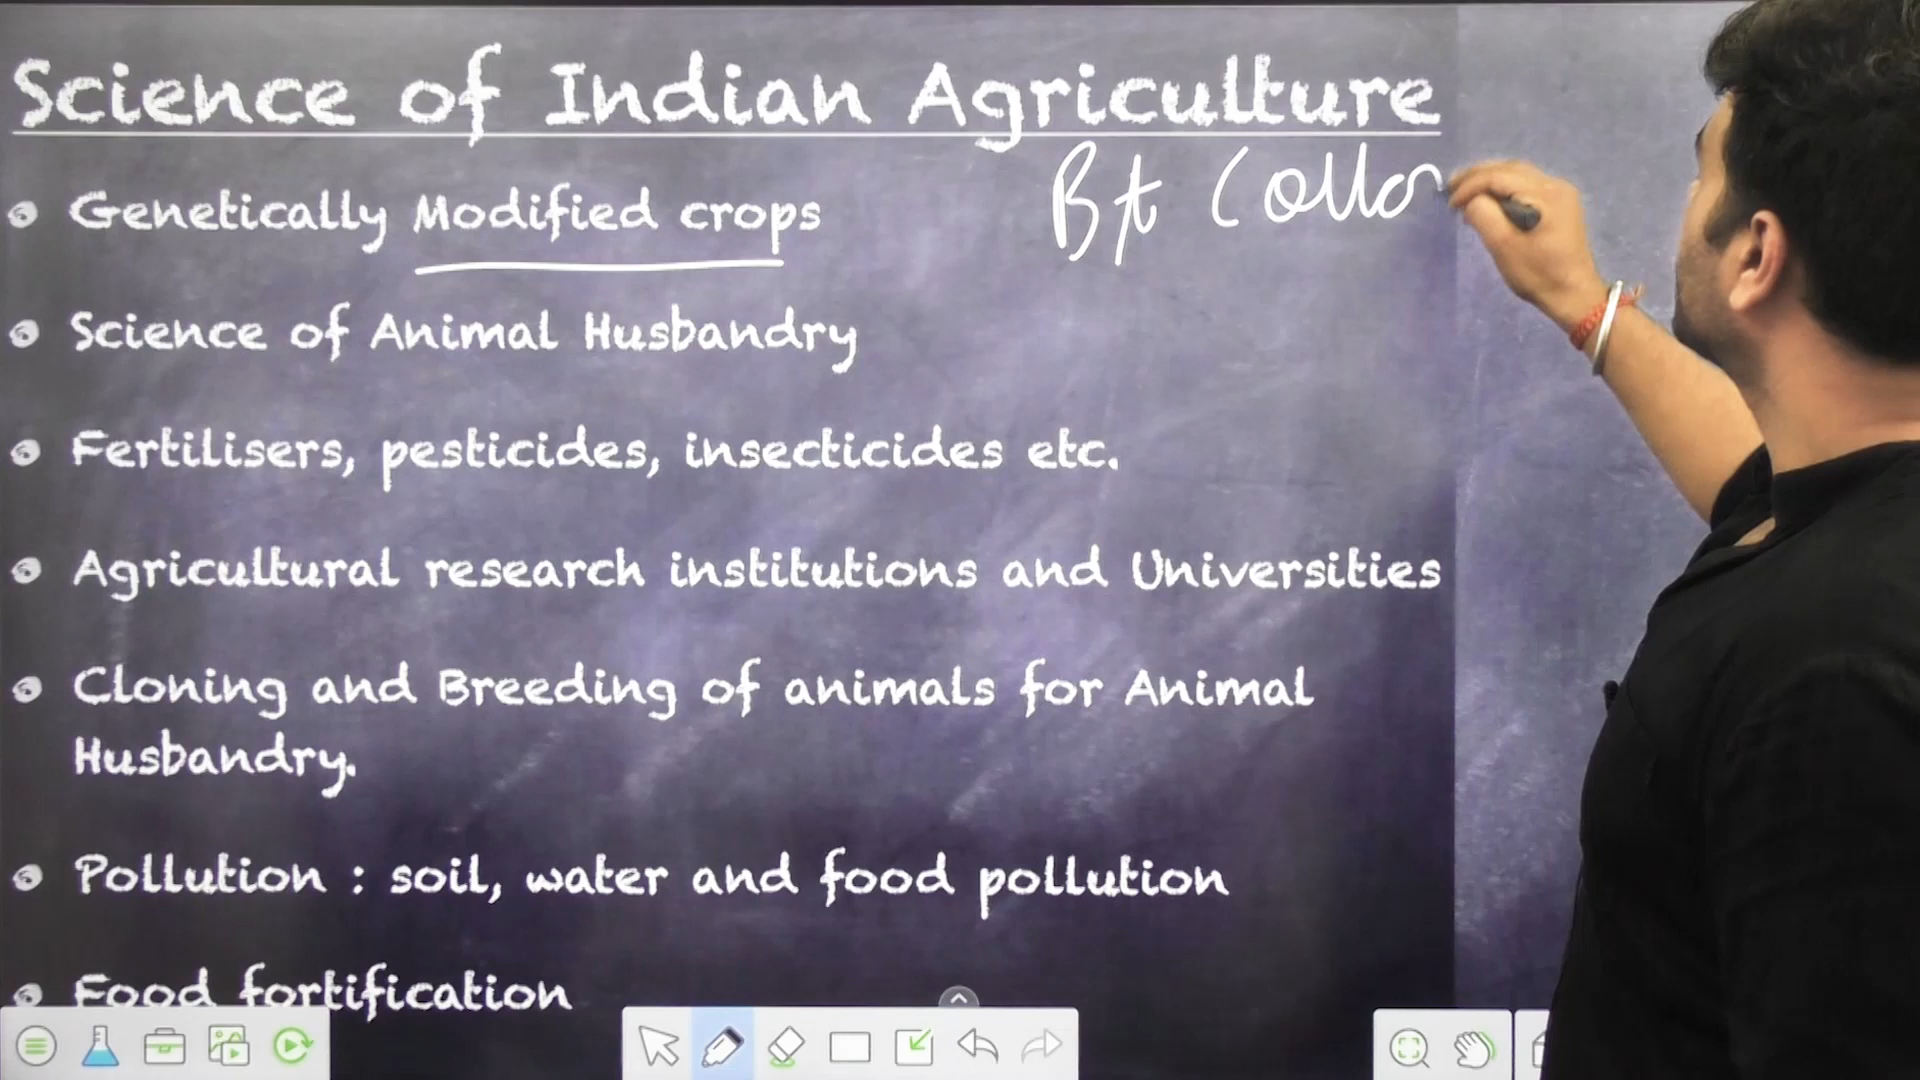 Science of Indian Agriculture
Bt Cotto
Genetically Modified crops
Science of Animal Husbandry
Fertilisers, pesticides, insecticides etc.
Agricultural research institutions and Universities
Cloning and Breeding of animals for Animal
Husbandry.
Pollution : soil, water and food pollution
Food fortification